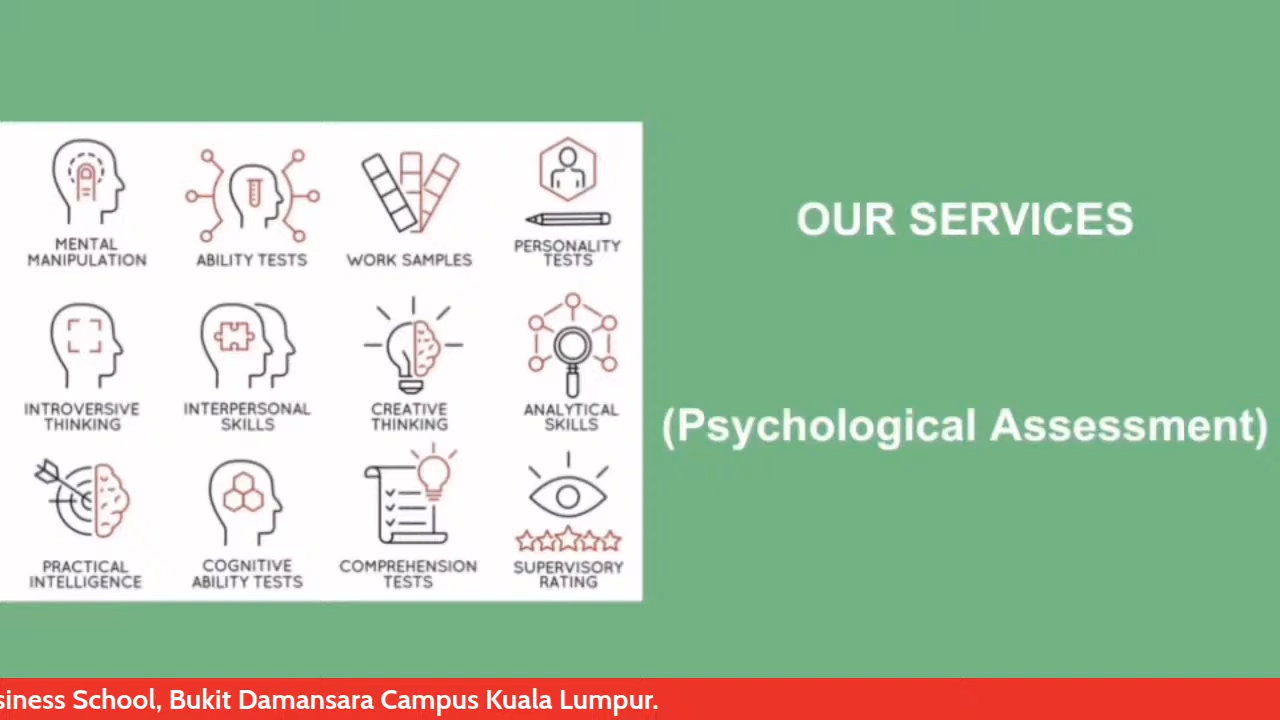 MENTAL
MANIPULATION
ABILITY TESTS
WORK SAMPLES
PERSONALITY
TESTS
INTROVERSIVE
THINKING
INTERPERSONAL
SKILLS
CREATIVE
THINKING
ANALYTICAL
SKILLS
PRACTICAL
INTELLIGENCE
COGNITIVE
ABILITY TESTS
COMPREHENSION
TESTS
SUPERVISORY
RATING
OUR SERVICES
(Psychological Assessment)
siness School, Bukit Damansara Campus Kuala Lumpur.